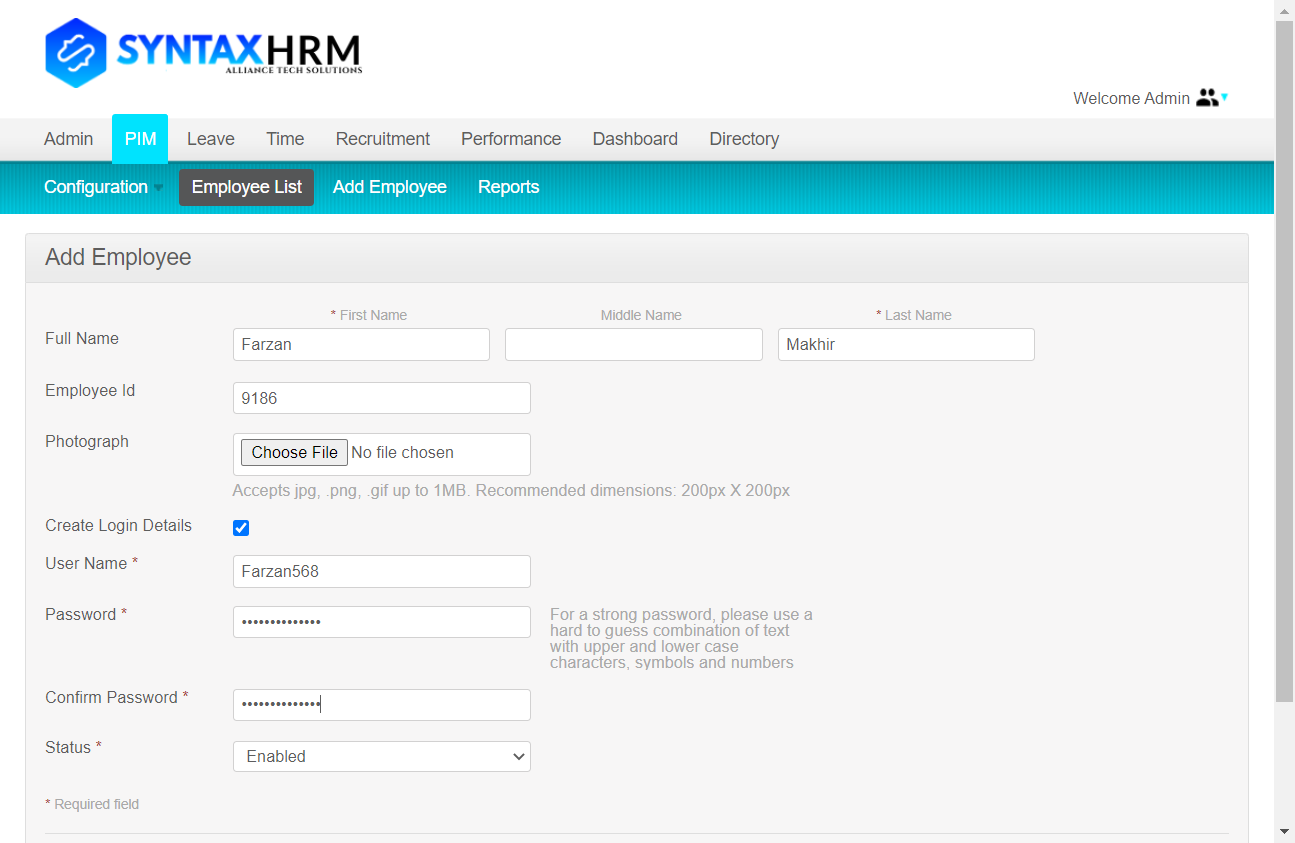 SYNTAXHRM
ALLIANCE TECH SOLUTIONS
Welcome Admin
Admin PIM Leave Time Recruitment Performance Dashboard Directory
Configuration Employee List Add Employee Reports
Add Employee
* First Name Middle Name * Last Name
Full Name
Farzan Makhir
Employee Id
9186
Photograph
Choose File No file chosen
Accepts jpg, .png, .gif up to 1MB. Recommended dimensions: 200px X 200px
Create Login Details
User Name *
Farzan568
Password *
••••••••••••••
For a strong password, please use a
hard to guess combination of text
with upper and lower case
characters, symbols and numbers
Confirm Password *
••••••••••••••
Status *
Enabled
* Required field